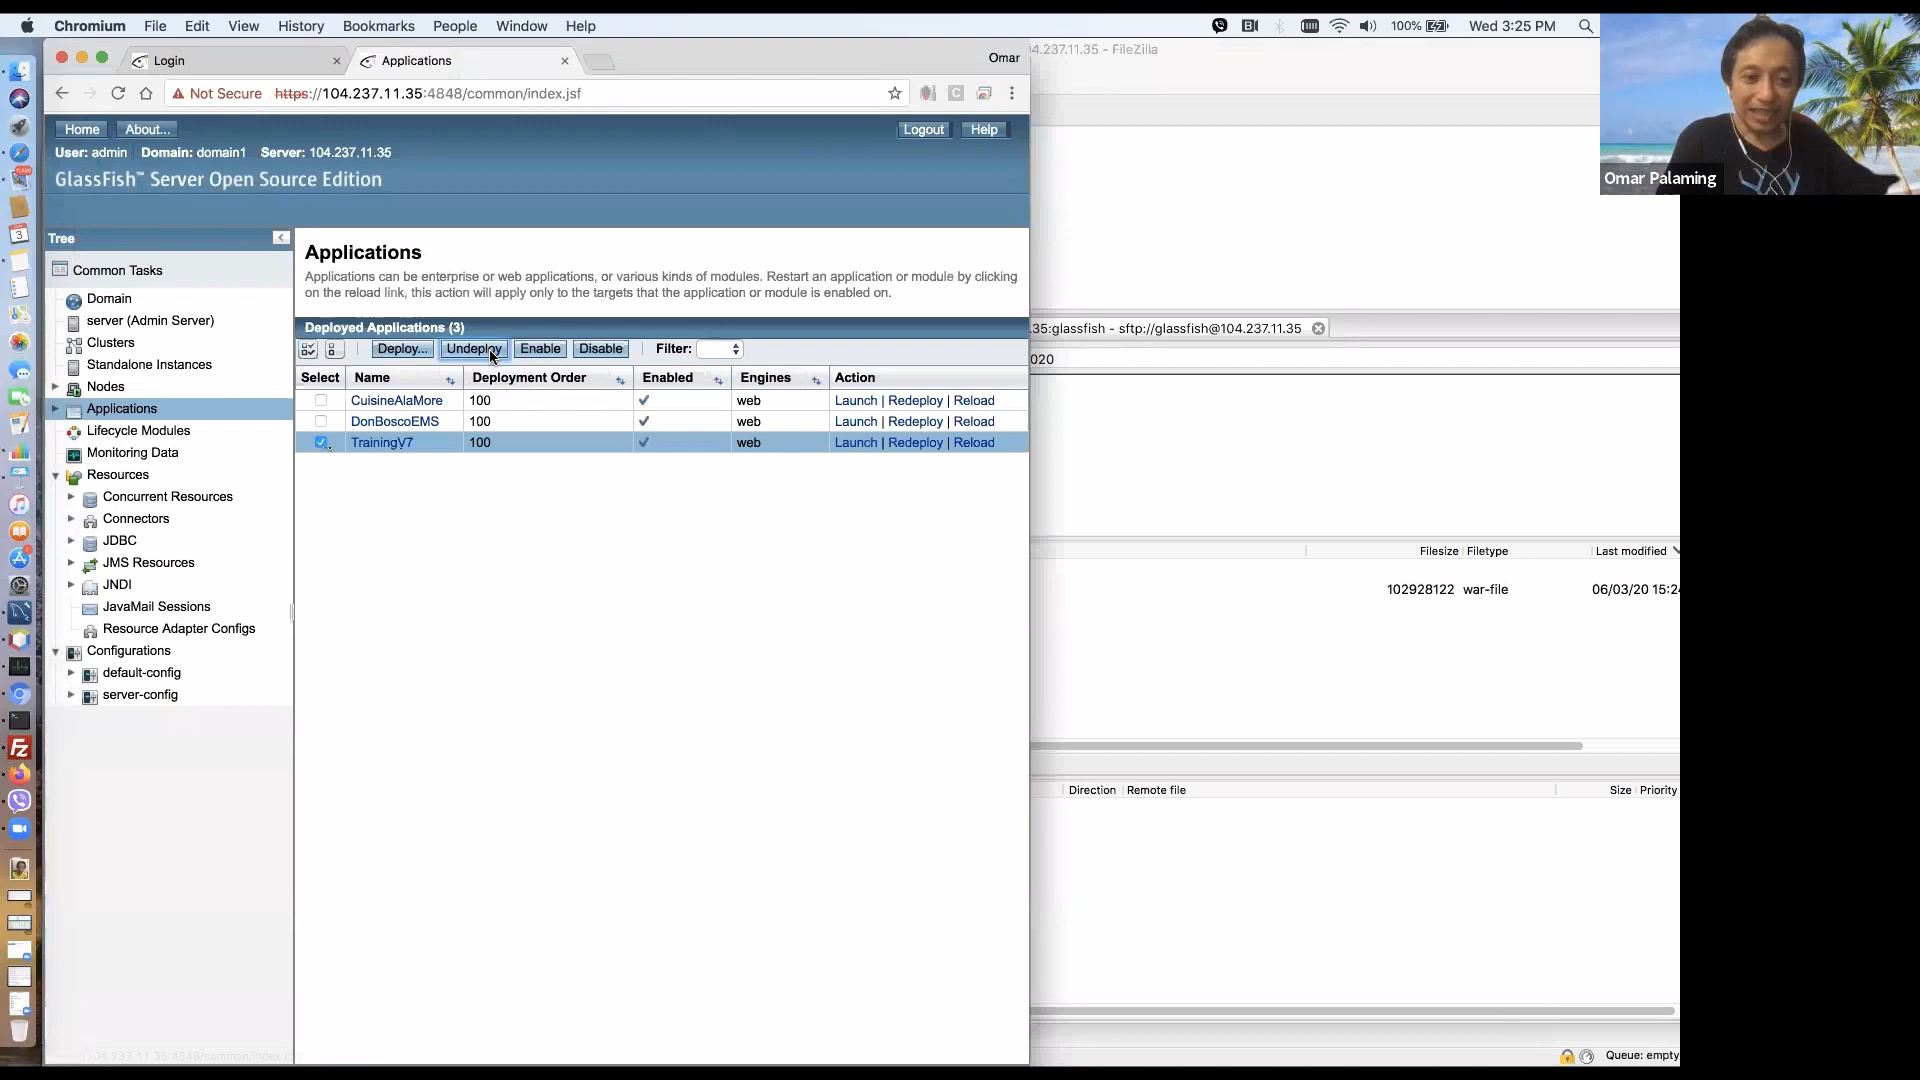 Chromium File Edit View History Bookmarks People Window Help
100% Wed 3:25 PM
Login
Applications
Omar
Not Secure https://104.237.11.35:4848/common/index.jsf
Home About... Logout Help
User: admin Domain: domain1 Server: 104.237.11.35
GlassFish™ Server Open Source Edition
Tree
Common Tasks
Domain
server (Admin Server)
Clusters
Standalone Instances
Nodes
Applications
Lifecycle Modules
Monitoring Data
Resources
Concurrent Resources
Connectors
JDBC
JMS Resources
JNDI
JavaMail Sessions
Resource Adapter Configs
Configurations
default-config
server-config
Applications
Applications can be enterprise or web applications, or various kinds of modules. Restart an application or module by clicking
on the reload link, this action will apply only to the targets that the application or module is enabled on.
Deployed Applications (3)
Deploy... Undeploy Enable Disable Filter:
Select Name Deployment Order Enabled Engines Action
CuisineAlaMore 100 web Launch | Redeploy | Reload
DonBoscoEMS 100 web Launch | Redeploy | Reload
TrainingV7 100 web Launch | Redeploy | Reload
4.237.11.35 - FileZilla
.35:glassfish - sftp://glassfish@104.237.11.35
020
Filesize Filetype Last modified
102928122 war-file 06/03/20 15:24
Direction Remote file Size Priority
Queue: empty
Omar Palaming